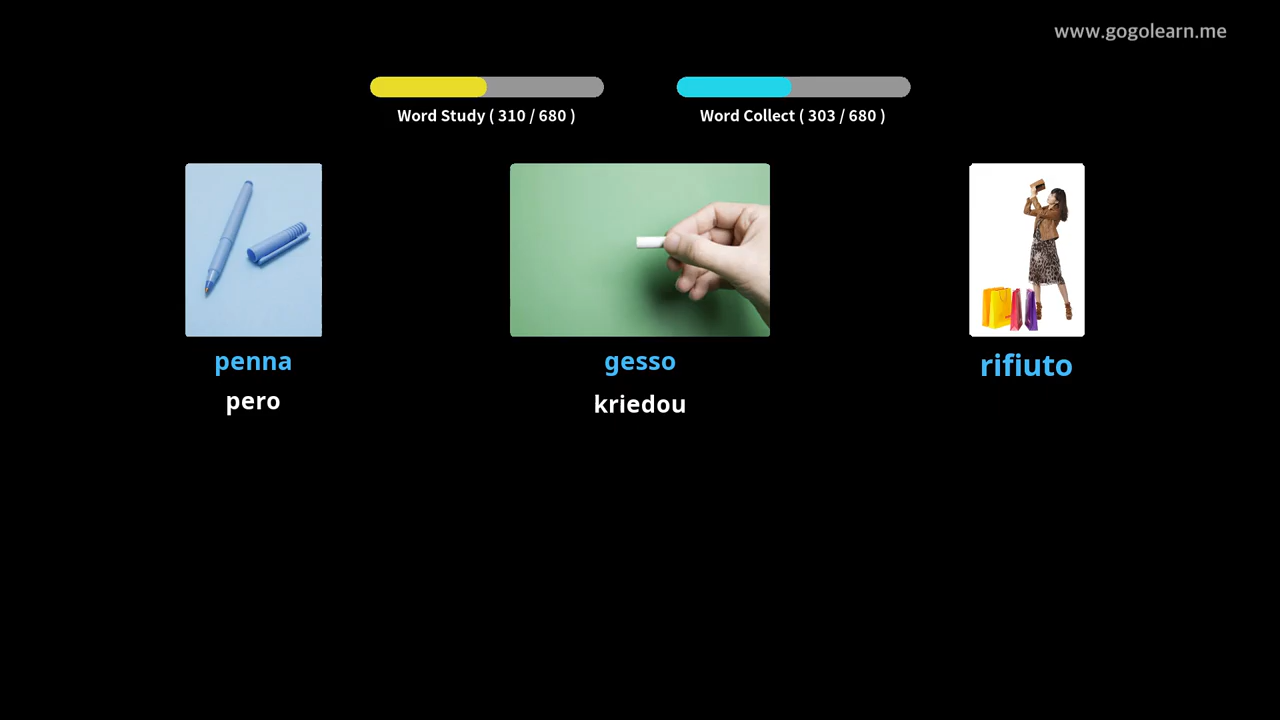 www.gogolearn.me
Word Study ( 310 / 680 )
Word Collect ( 303 / 680 )
penna
gesso
rifiuto
pero
kriedou